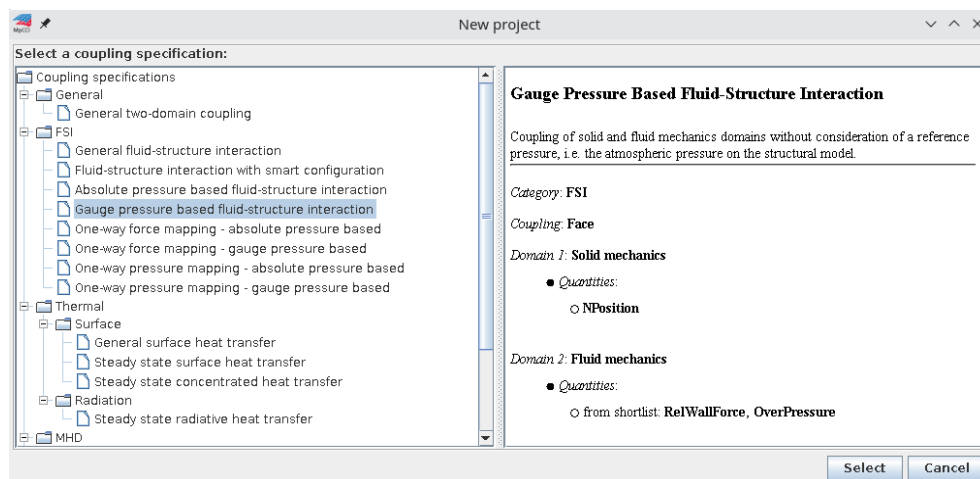 MpCCI
New project
Select a coupling specification:
Coupling specifications
General
General two-domain coupling
FSI
General fluid-structure interaction
Fluid-structure interaction with smart configuration
Absolute pressure based fluid-structure interaction
Gauge pressure based fluid-structure interaction
One-way force mapping - absolute pressure based
One-way force mapping - gauge pressure based
One-way pressure mapping - absolute pressure based
One-way pressure mapping - gauge pressure based
Thermal
Surface
General surface heat transfer
Steady state surface heat transfer
Steady state concentrated heat transfer
Radiation
Steady state radiative heat transfer
MHD
Gauge Pressure Based Fluid-Structure Interaction
Coupling of solid and fluid mechanics domains without consideration of a reference
pressure, i.e. the atmospheric pressure on the structural model.
Category: FSI
Coupling: Face
Domain 1: Solid mechanics
Quantities:
NPosition
Domain 2: Fluid mechanics
Quantities:
from shortlist: RelWallForce, OverPressure
Select
Cancel